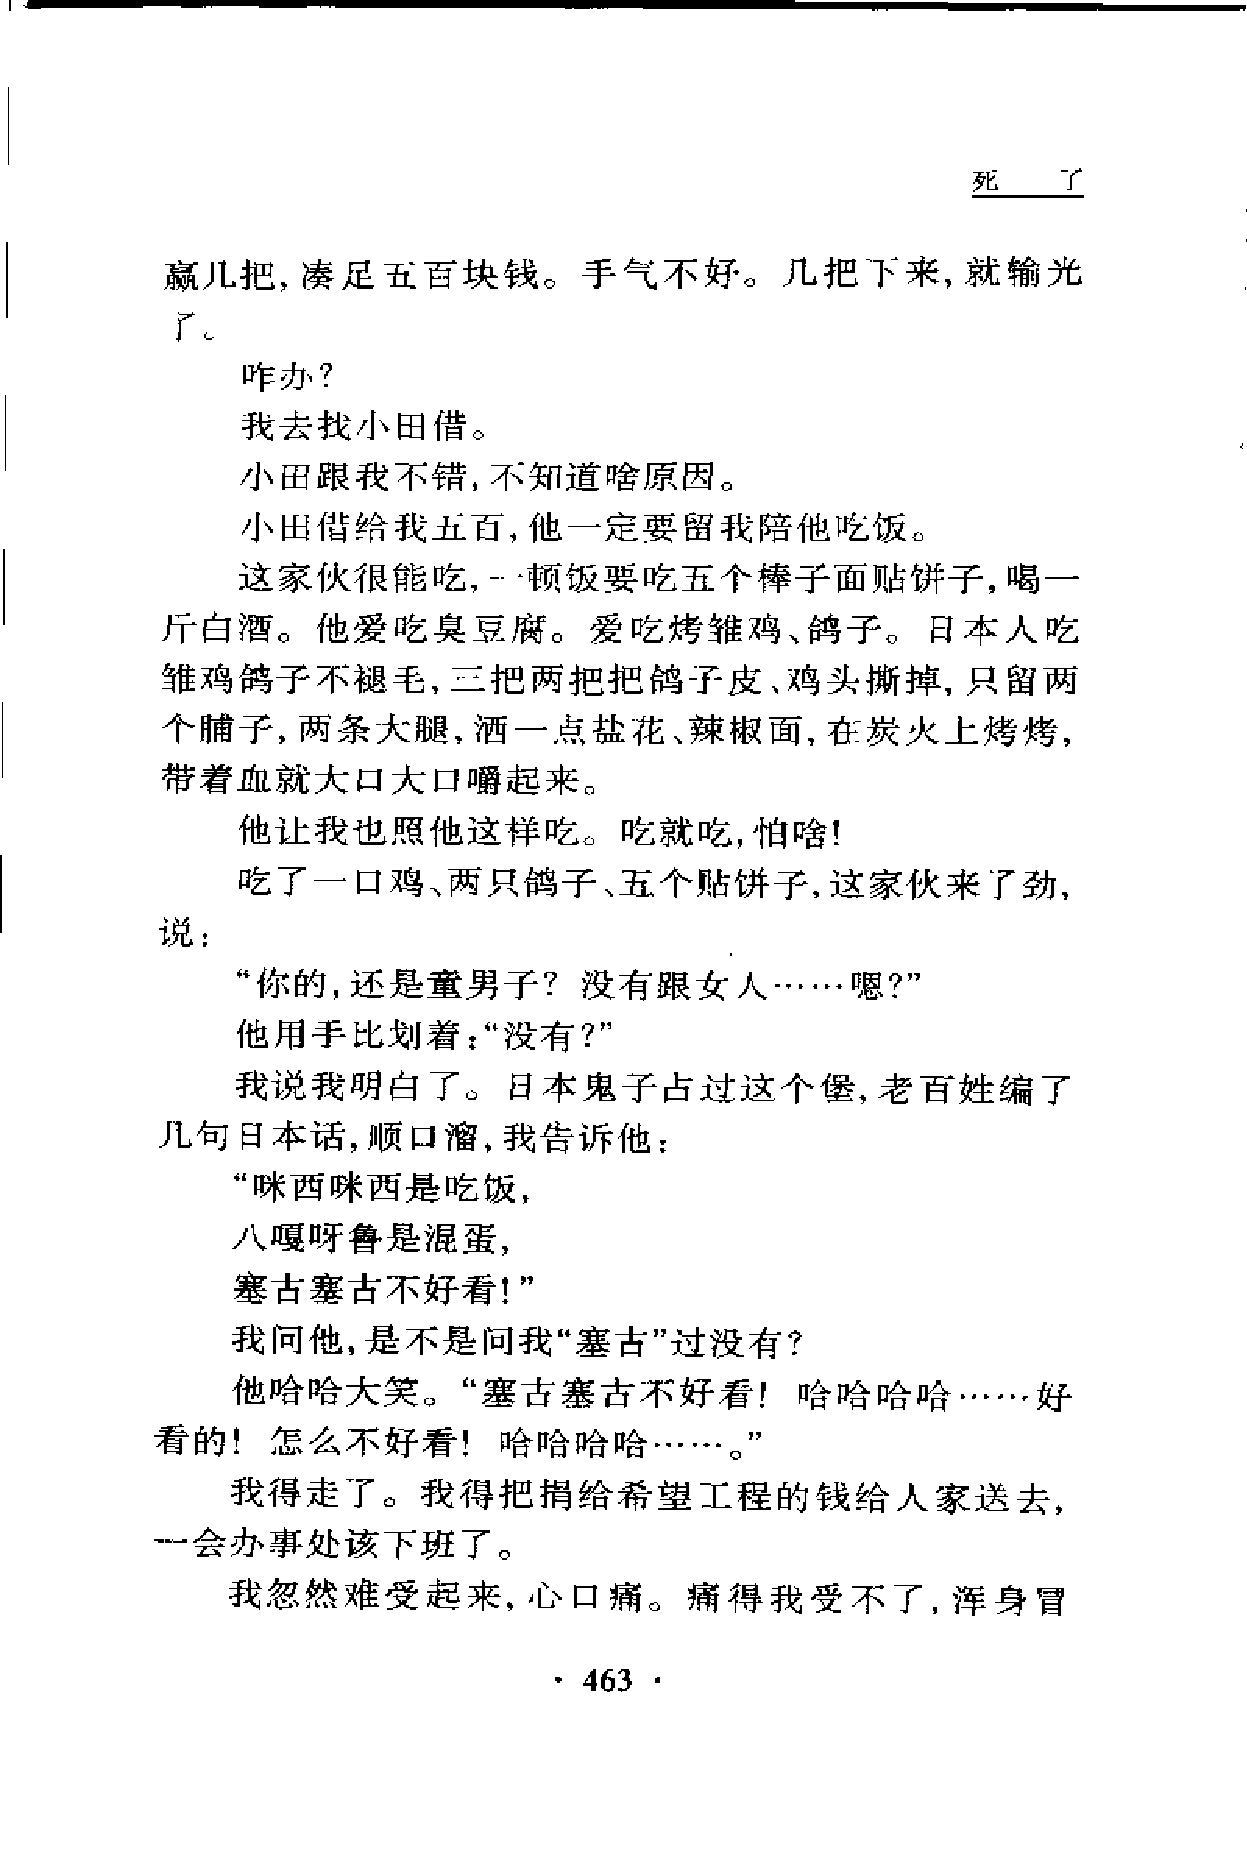 死 了
赢几把,凑足五百块钱。手气不好。几把下来,就输光
了。
咋办?
我去找小田借。
小田跟我不错,不知道啥原因。
小田借给我五百,他一定要留我陪他吃饭。
这家伙很能吃,一顿饭要吃五个棒子面贴饼子,喝一
斤白酒。他爱吃臭豆腐。爱吃烤雏鸡、鸽子。日本人吃
雏鸡鸽子不褪毛,三把两把把鸽子皮、鸡头撕掉,只留两
个脯子,两条大腿,洒一点盐花、辣椒面,在炭火上烤烤,
带着血就大口大口嚼起来。
他让我也照他这样吃。吃就吃,怕啥!
吃了一口鸡、两只鸽子、五个贴饼子,这家伙来了劲,
说:
“你的,还是童男子? 没有跟女人……嗯?”
他用手比划着:“没有?”
我说我明白了。日本鬼子占过这个堡,老百姓编了
几句日本话,顺口溜,我告诉他:
“咪西咪西是吃饭,
八嘎呀鲁是混蛋,
塞古塞古不好看!”
我问他,是不是问我“塞古”过没有?
他哈哈大笑。“塞古塞古不好看! 哈哈哈哈……好
看的! 怎么不好看! 哈哈哈哈……。”
我得走了。我得把捐给希望工程的钱给人家送去,
一会办事处该下班了。
我忽然难受起来,心口痛。痛得我受不了,浑身冒
· 463 ·